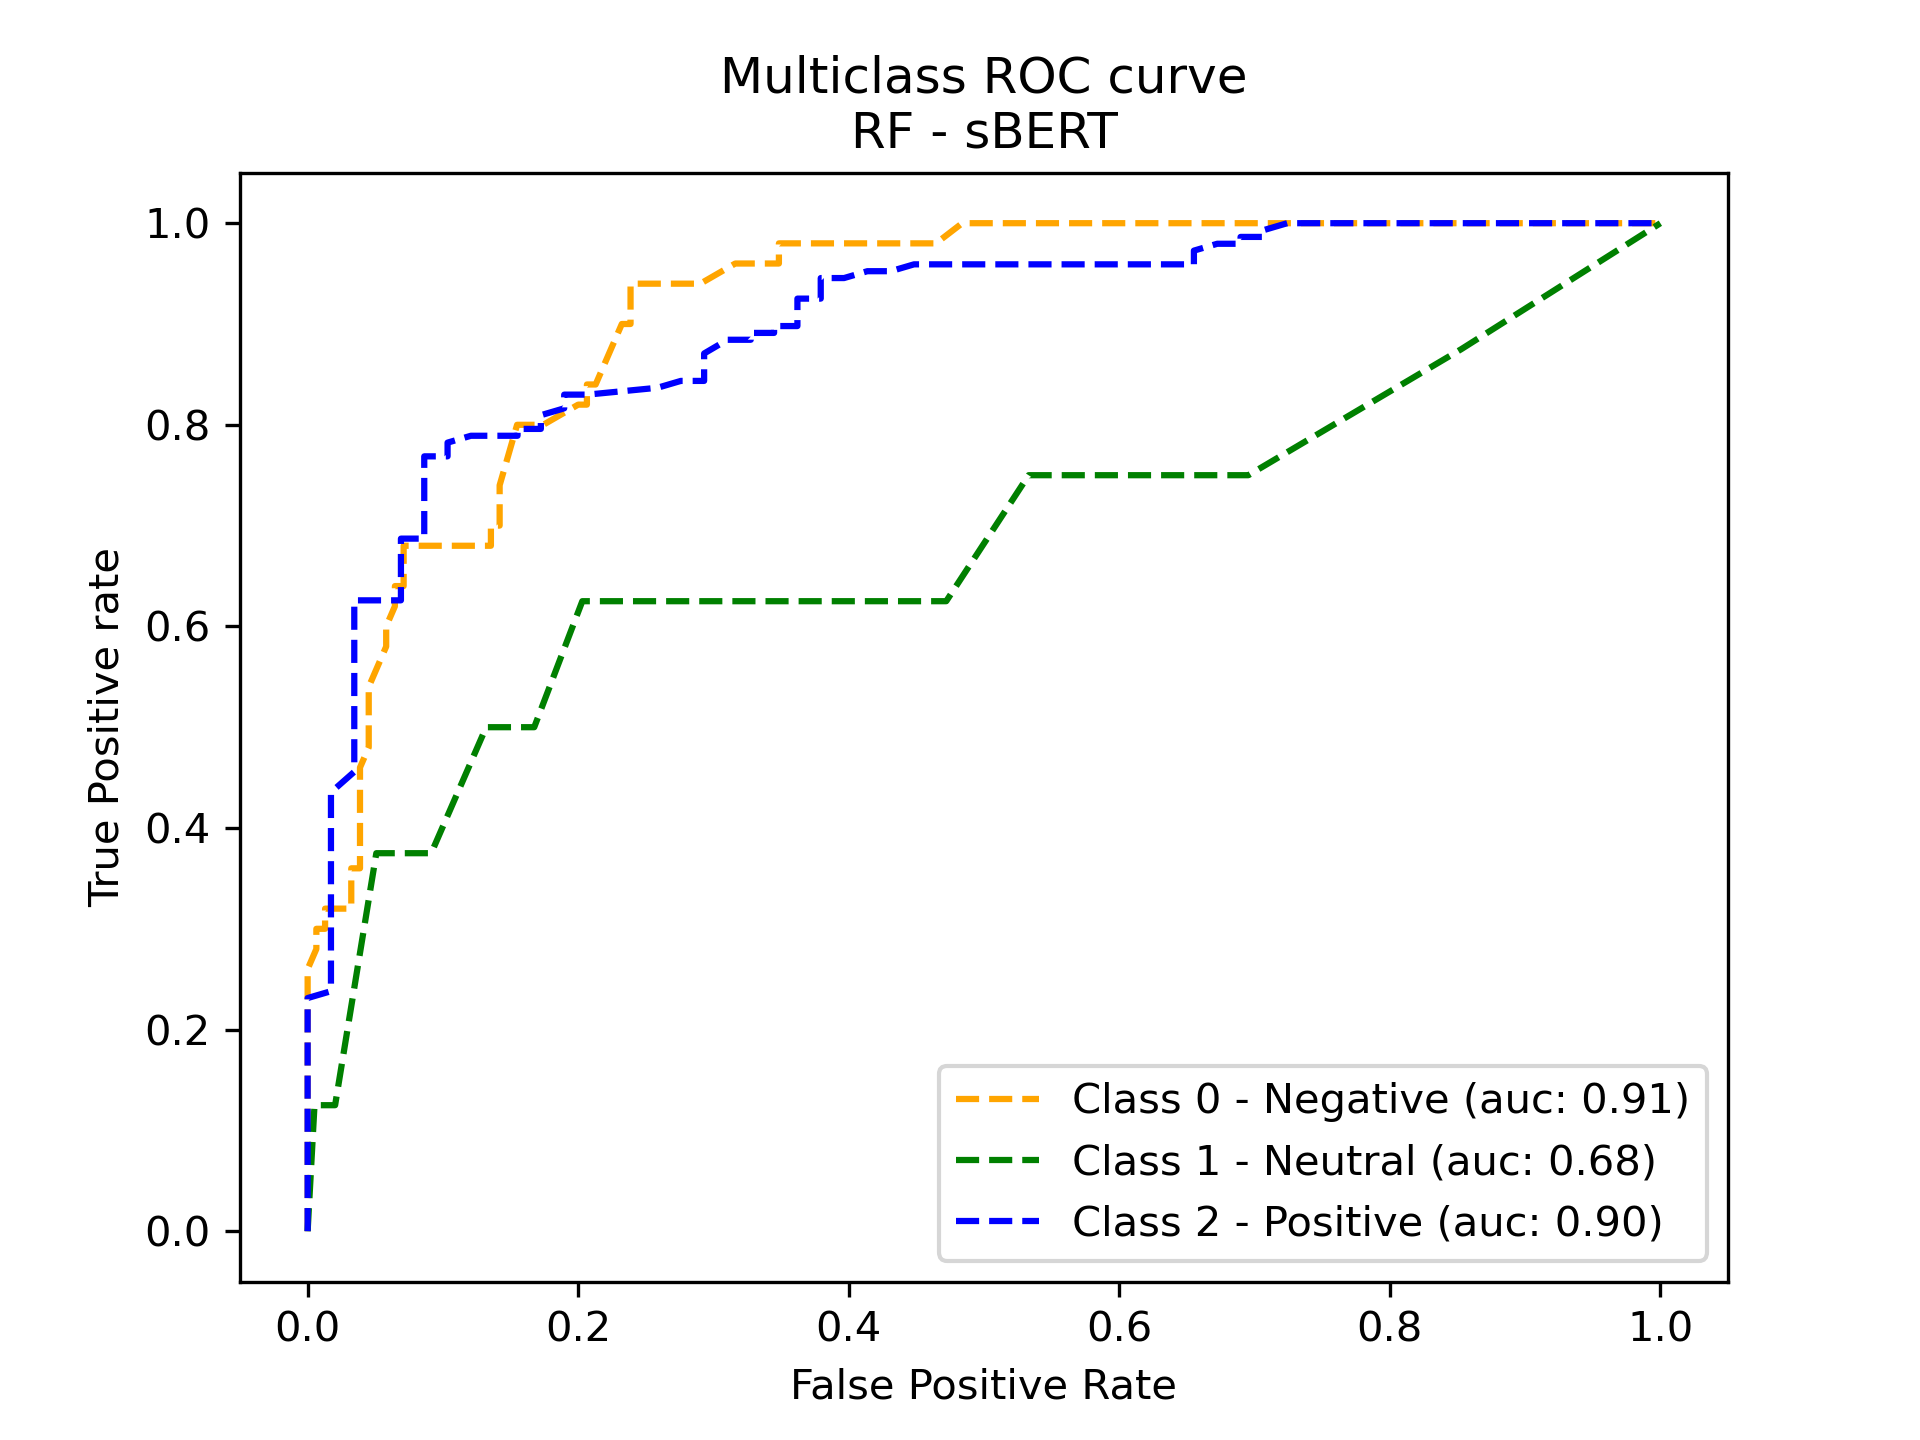 Multiclass ROC curve
RF - sBERT
True Positive rate
1.0
0.8
0.6
0.4
0.2
0.0
Class 0 - Negative (auc: 0.91)
Class 1 - Neutral (auc: 0.68)
Class 2 - Positive (auc: 0.90)
0.0 0.2 0.4 0.6 0.8 1.0
False Positive Rate